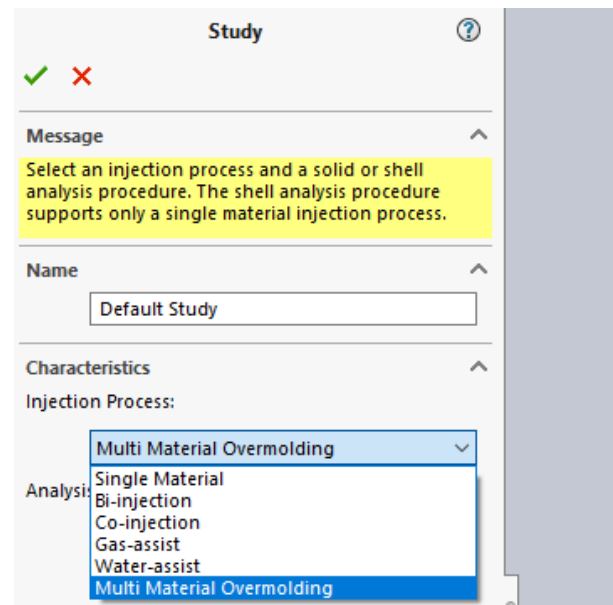 Study
Message
Select an injection process and a solid or shell
analysis procedure. The shell analysis procedure
supports only a single material injection process.
Name
Default Study
Characteristics
Injection Process:
Multi Material Overmolding
Single Material
Analysis
Bi-injection
Co-injection
Gas-assist
Water-assist
Multi Material Overmolding